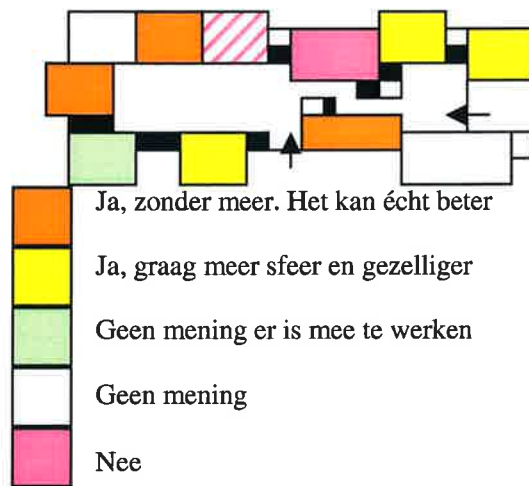 Ja, zonder meer. Het kan écht beter
Ja, graag meer sfeer en gezelliger
Geen mening er is mee te werken
Geen mening
Nee